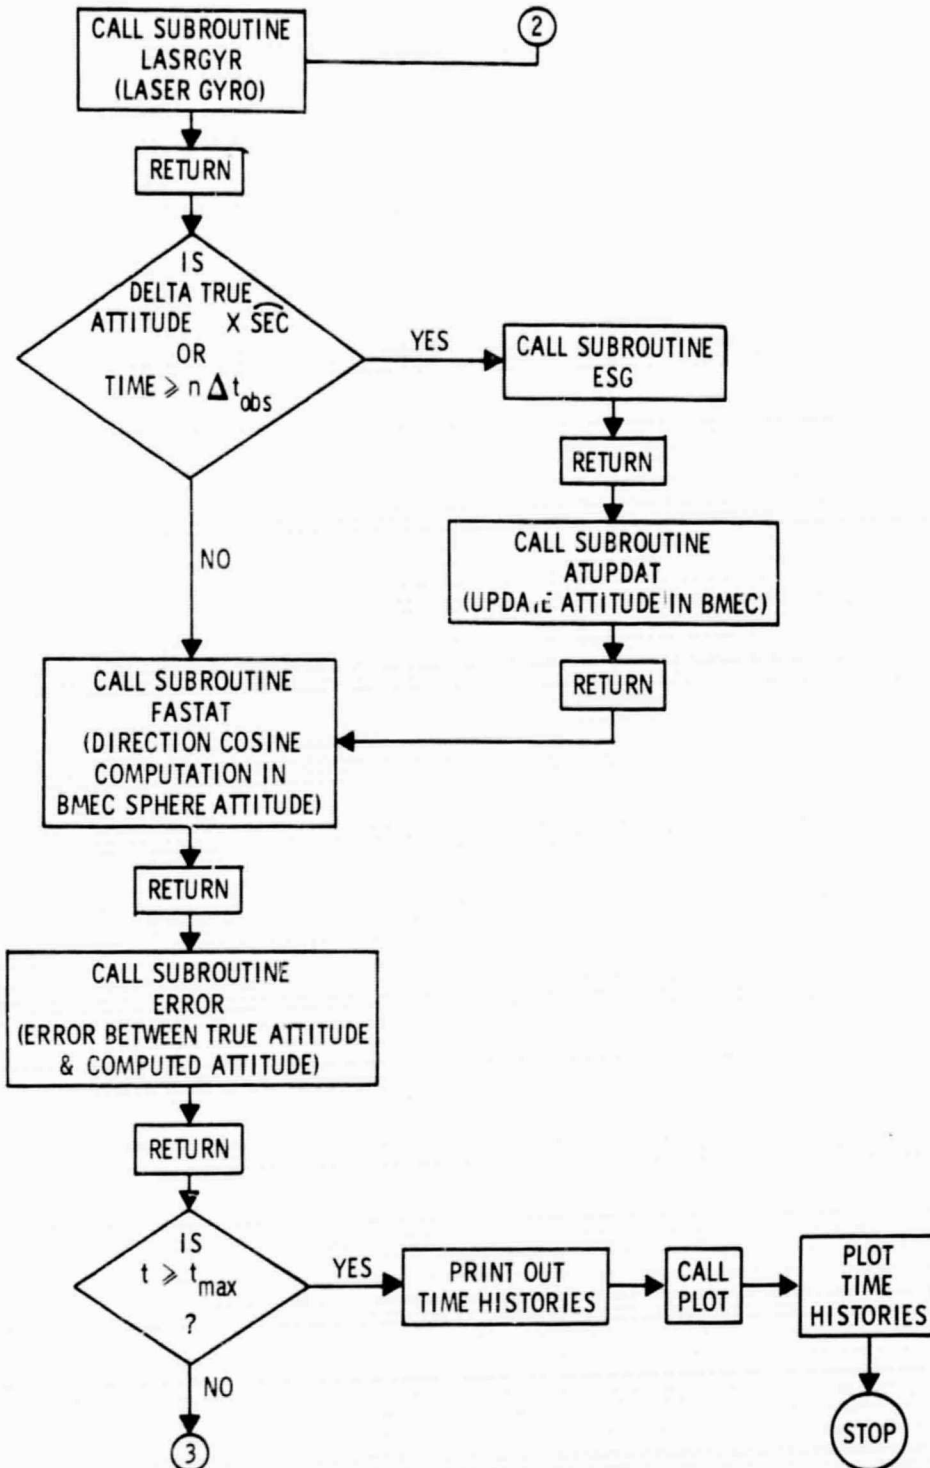 CALL SUBROUTINE
LASRGYR
(LASER GYRO)
2
RETURN
IS
DELTA TRUE
ATTITUDE X SEC
OR
TIME ⩾ n Δt_obs
YES
CALL SUBROUTINE
ESG
RETURN
CALL SUBROUTINE
ATUPDAT
(UPDATE ATTITUDE IN BMEC)
RETURN
NO
CALL SUBROUTINE
FASTAT
(DIRECTION COSINE
COMPUTATION IN
BMEC SPHERE ATTITUDE)
RETURN
CALL SUBROUTINE
ERROR
(ERROR BETWEEN TRUE ATTITUDE
& COMPUTED ATTITUDE)
RETURN
IS
t ⩾ t_max
?
YES
PRINT OUT
TIME HISTORIES
CALL
PLOT
PLOT
TIME
HISTORIES
STOP
NO
3